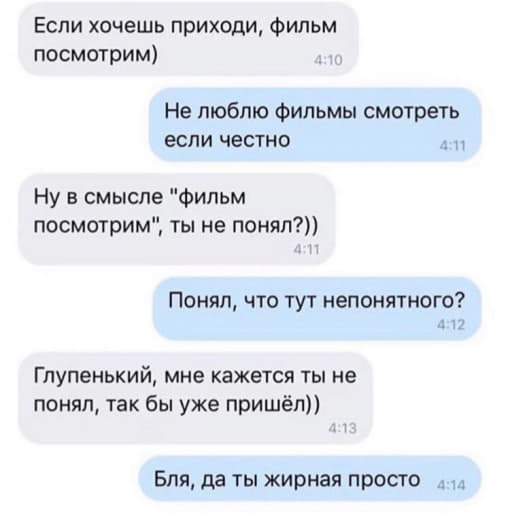 Если хочешь приходи, фильм
посмотрим)
4:10
Не люблю фильмы смотреть
если честно
4:11
Ну в смысле "фильм
посмотрим", ты не понял?))
4:11
Понял, что тут непонятного?
4:12
Глупенький, мне кажется ты не
понял, так бы уже пришёл))
4:13
Бля, да ты жирная просто 4:14